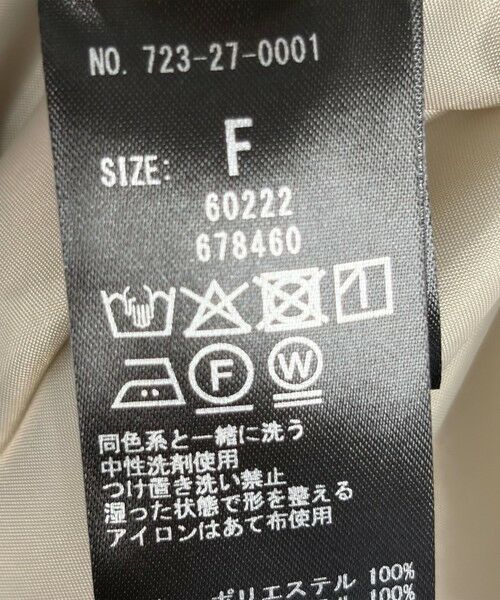 NO. 723-27-0001
SIZE: F
60222
678460
F W
同色系と一緒に洗う
中性洗剤使用
つけ置き洗い禁止
湿った状態で形を整える
アイロンはあて布使用
ポリエステル 100%
100%